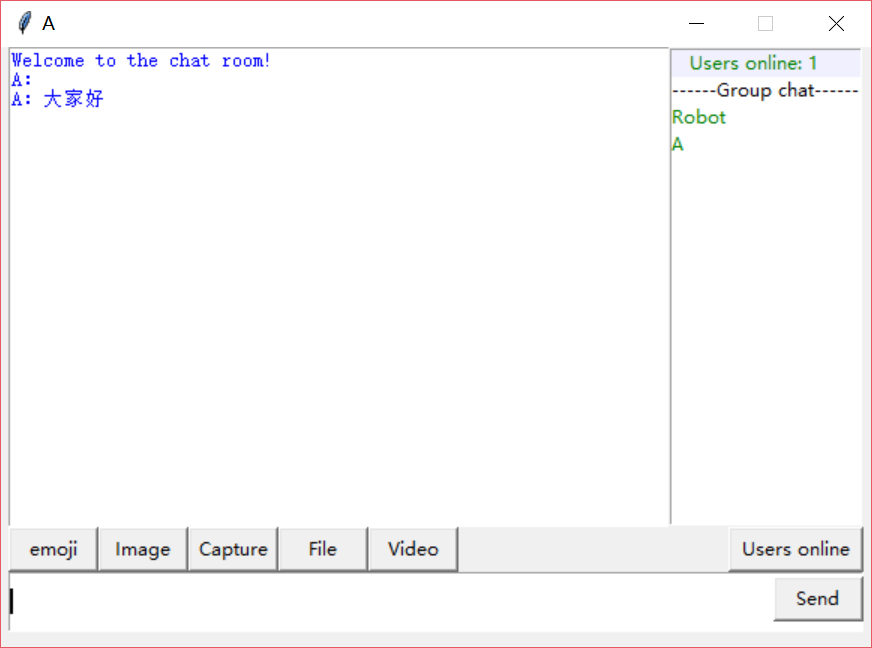 A
Welcome to the chat room!
A:
A: 大家好
Users online: 1
------Group chat------
Robot
A
emoji
Image
Capture
File
Video
Users online
Send